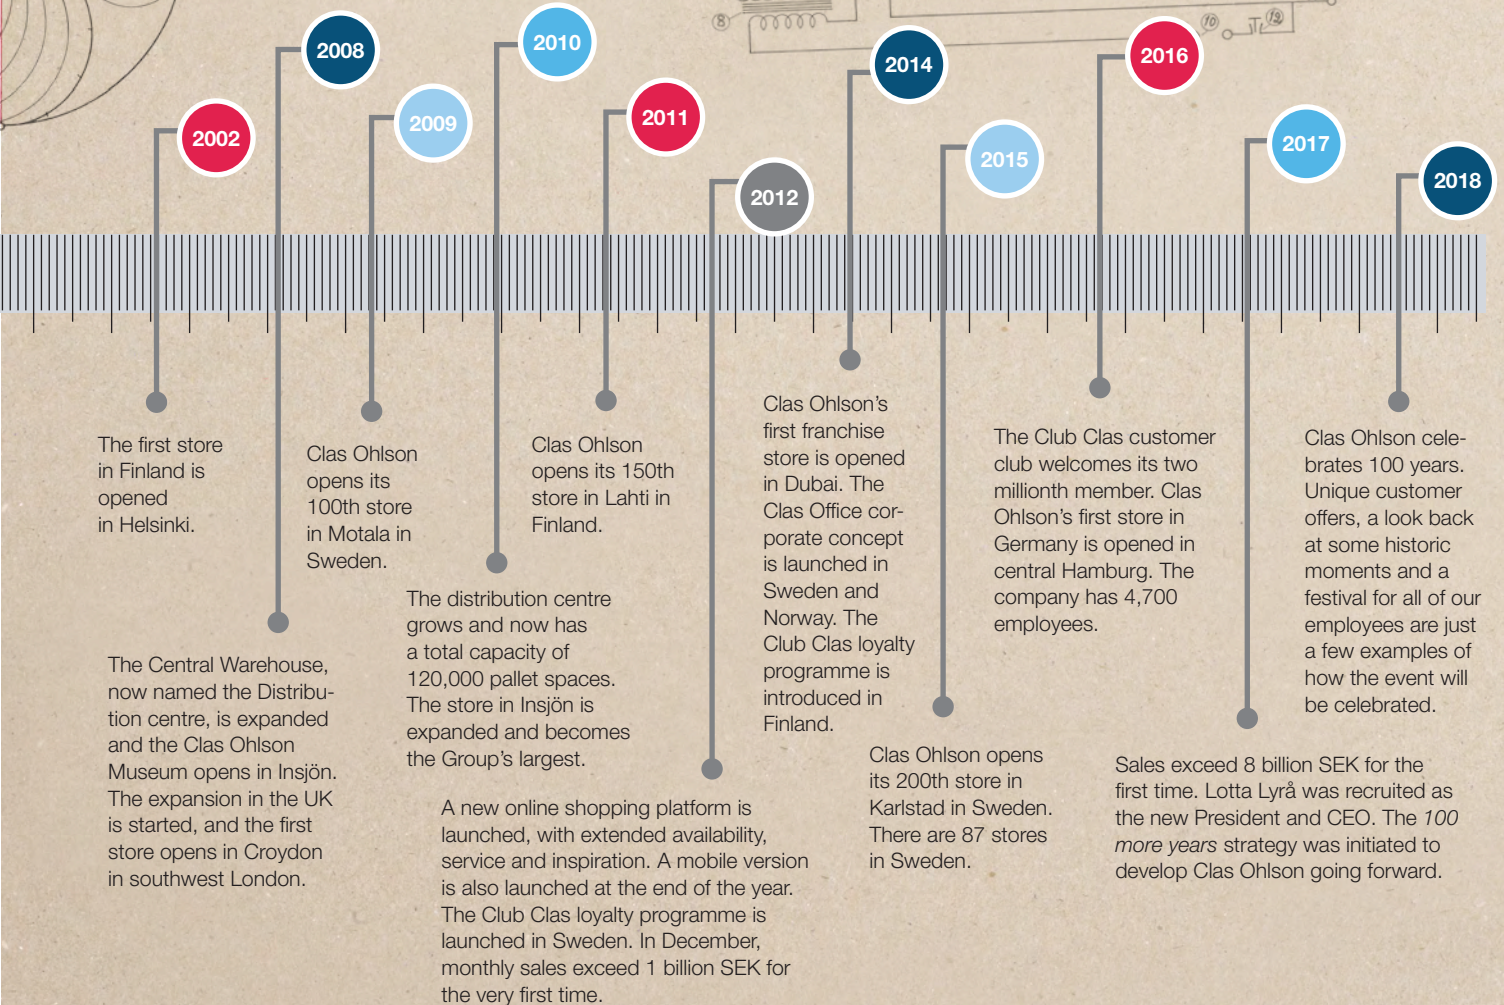 8
10
12
2008
2010
2014
2016
2002
2009
2011
2012
2015
2017
2018
The first store
in Finland is
opened
in Helsinki.
The Central Warehouse,
now named the Distribu-
tion centre, is expanded
and the Clas Ohlson
Museum opens in Insjön.
The expansion in the UK
is started, and the first
store opens in Croydon
in southwest London.
Clas Ohlson
opens its
100th store
in Motala in
Sweden.
The distribution centre
grows and now has
a total capacity of
120,000 pallet spaces.
The store in Insjön is
expanded and becomes
the Group’s largest.
Clas Ohlson
opens its 150th
store in Lahti in
Finland.
A new online shopping platform is
launched, with extended availability,
service and inspiration. A mobile version
is also launched at the end of the year.
The Club Clas loyalty programme is
launched in Sweden. In December,
monthly sales exceed 1 billion SEK for
the very first time.
Clas Ohlson’s
first franchise
store is opened
in Dubai. The
Clas Office cor-
porate concept
is launched in
Sweden and
Norway. The
Club Clas loyalty
programme is
introduced in
Finland.
Clas Ohlson opens
its 200th store in
Karlstad in Sweden.
There are 87 stores
in Sweden.
The Club Clas customer
club welcomes its two
millionth member. Clas
Ohlson’s first store in
Germany is opened in
central Hamburg. The
company has 4,700
employees.
Sales exceed 8 billion SEK for the
first time. Lotta Lyrå was recruited as
the new President and CEO. The 100
more years strategy was initiated to
develop Clas Ohlson going forward.
Clas Ohlson cele-
brates 100 years.
Unique customer
offers, a look back
at some historic
moments and a
festival for all of our
employees are just
a few examples of
how the event will
be celebrated.